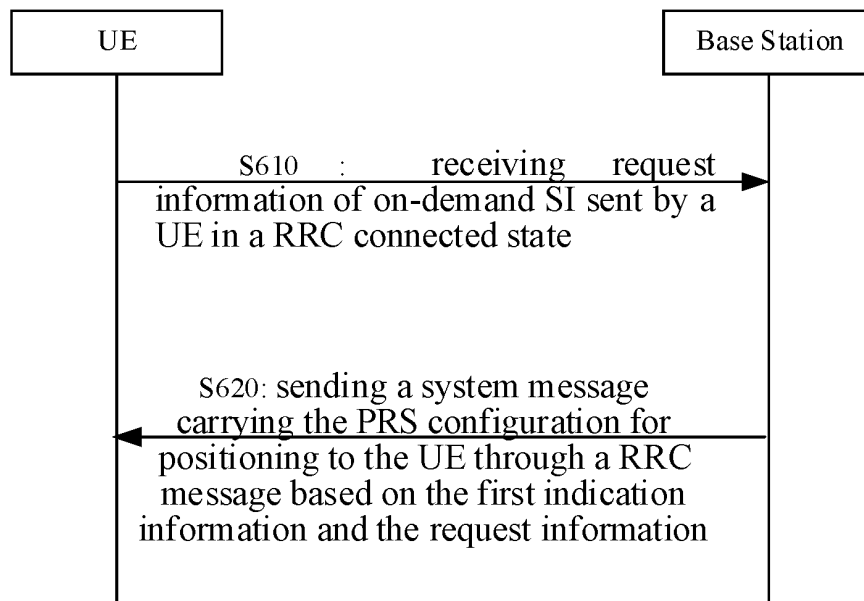 UE
Base Station
S610 : receiving request
information of on-demand SI sent by a
UE in a RRC connected state
S620: sending a system message
carrying the PRS configuration for
positioning to the UE through a RRC
message based on the first indication
information and the request information